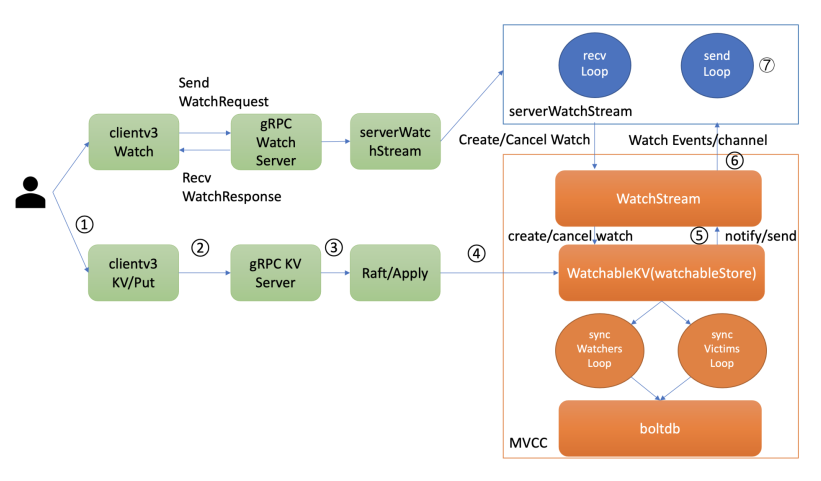 Send
WatchRequest
clientv3
Watch
gRPC
Watch
Server
serverWatc
hStream
Recv
WatchResponse
recv
Loop
send
Loop
⑦
serverWatchStream
Create/Cancel Watch
Watch Events/channel
⑥
WatchStream
create/cancel watch
⑤
notify/send
①
clientv3
KV/Put
②
gRPC KV
Server
③
Raft/Apply
④
WatchableKV(watchableStore)
sync
Watchers
Loop
sync
Victims
Loop
boltdb
MVCC